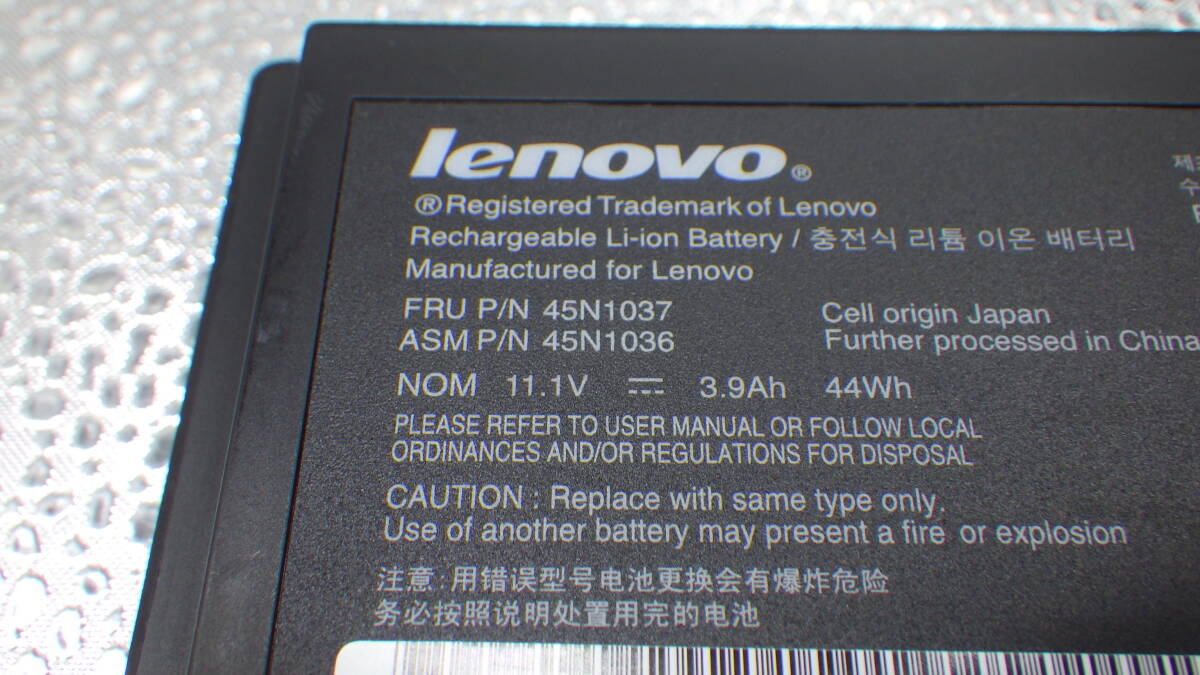 lenovo®
®Registered Trademark of Lenovo
Rechargeable Li-ion Battery / 충전식 리튬 이온 배터리
Manufactured for Lenovo
FRU P/N 45N1037
ASM P/N 45N1036
Cell origin Japan
Further processed in China
NOM 11.1V ⎓ 3.9Ah 44Wh
PLEASE REFER TO USER MANUAL OR FOLLOW LOCAL
ORDINANCES AND/OR REGULATIONS FOR DISPOSAL
CAUTION : Replace with same type only.
Use of another battery may present a fire or explosion
注意:用错误型号电池更换会有爆炸危险
务必按照说明处置用完的电池